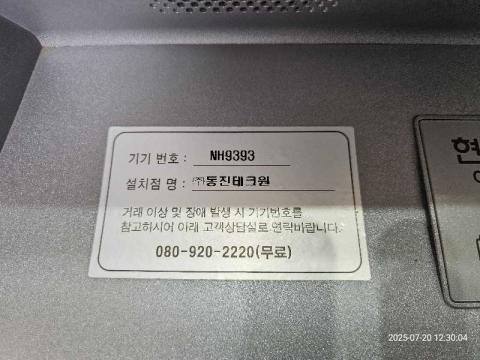 기기 번호 : NH9393
설치점 명 : ㈜동진테크원
거래 이상 및 장애 발생 시 기기번호를
참고하시어 아래 고객상담실로 연락바랍니다.
080-920-2220(무료)
현
2025-07-20 12:30:04